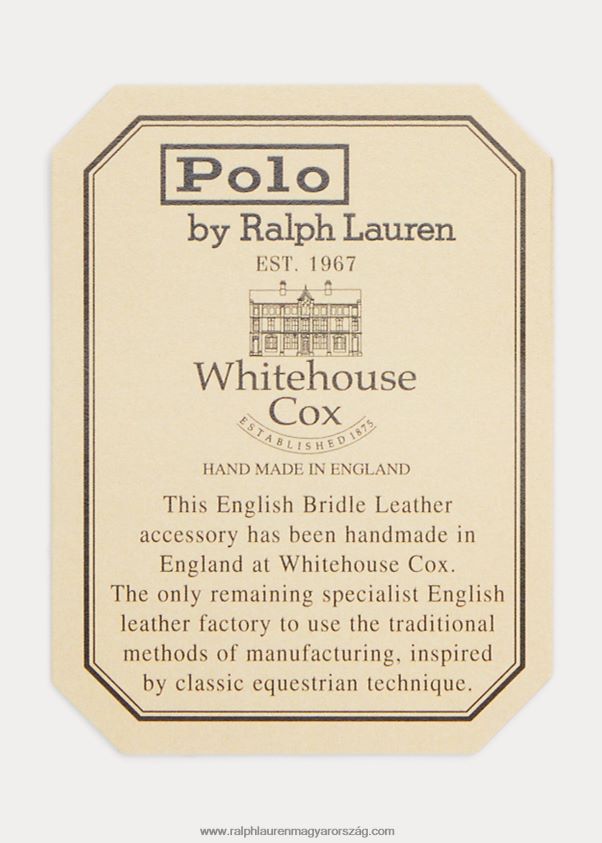 Polo
by Ralph Lauren
EST. 1967
Whitehouse
Cox
ESTABLISHED 1875
HAND MADE IN ENGLAND
This English Bridle Leather
accessory has been handmade in
England at Whitehouse Cox.
The only remaining specialist English
leather factory to use the traditional
methods of manufacturing, inspired
by classic equestrian technique.
www.ralphlaurenmagyarország.com